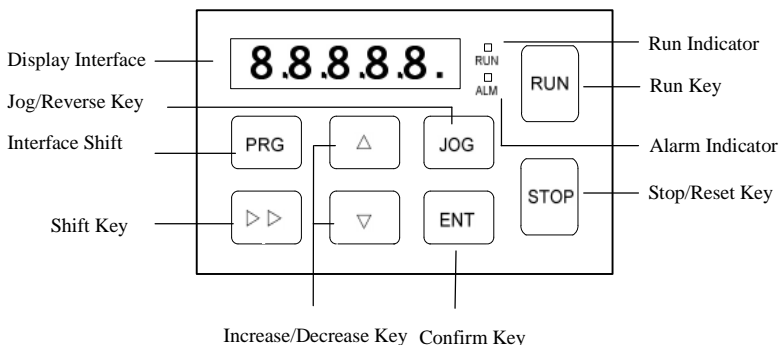 Display Interface
8.8.8.8.8.
RUN
ALM
RUN
Run Indicator
Run Key
Jog/Reverse Key
Interface Shift
PRG
△
JOG
Alarm Indicator
Shift Key
▷▷
▽
ENT
STOP
Stop/Reset Key
Increase/Decrease Key
Confirm Key